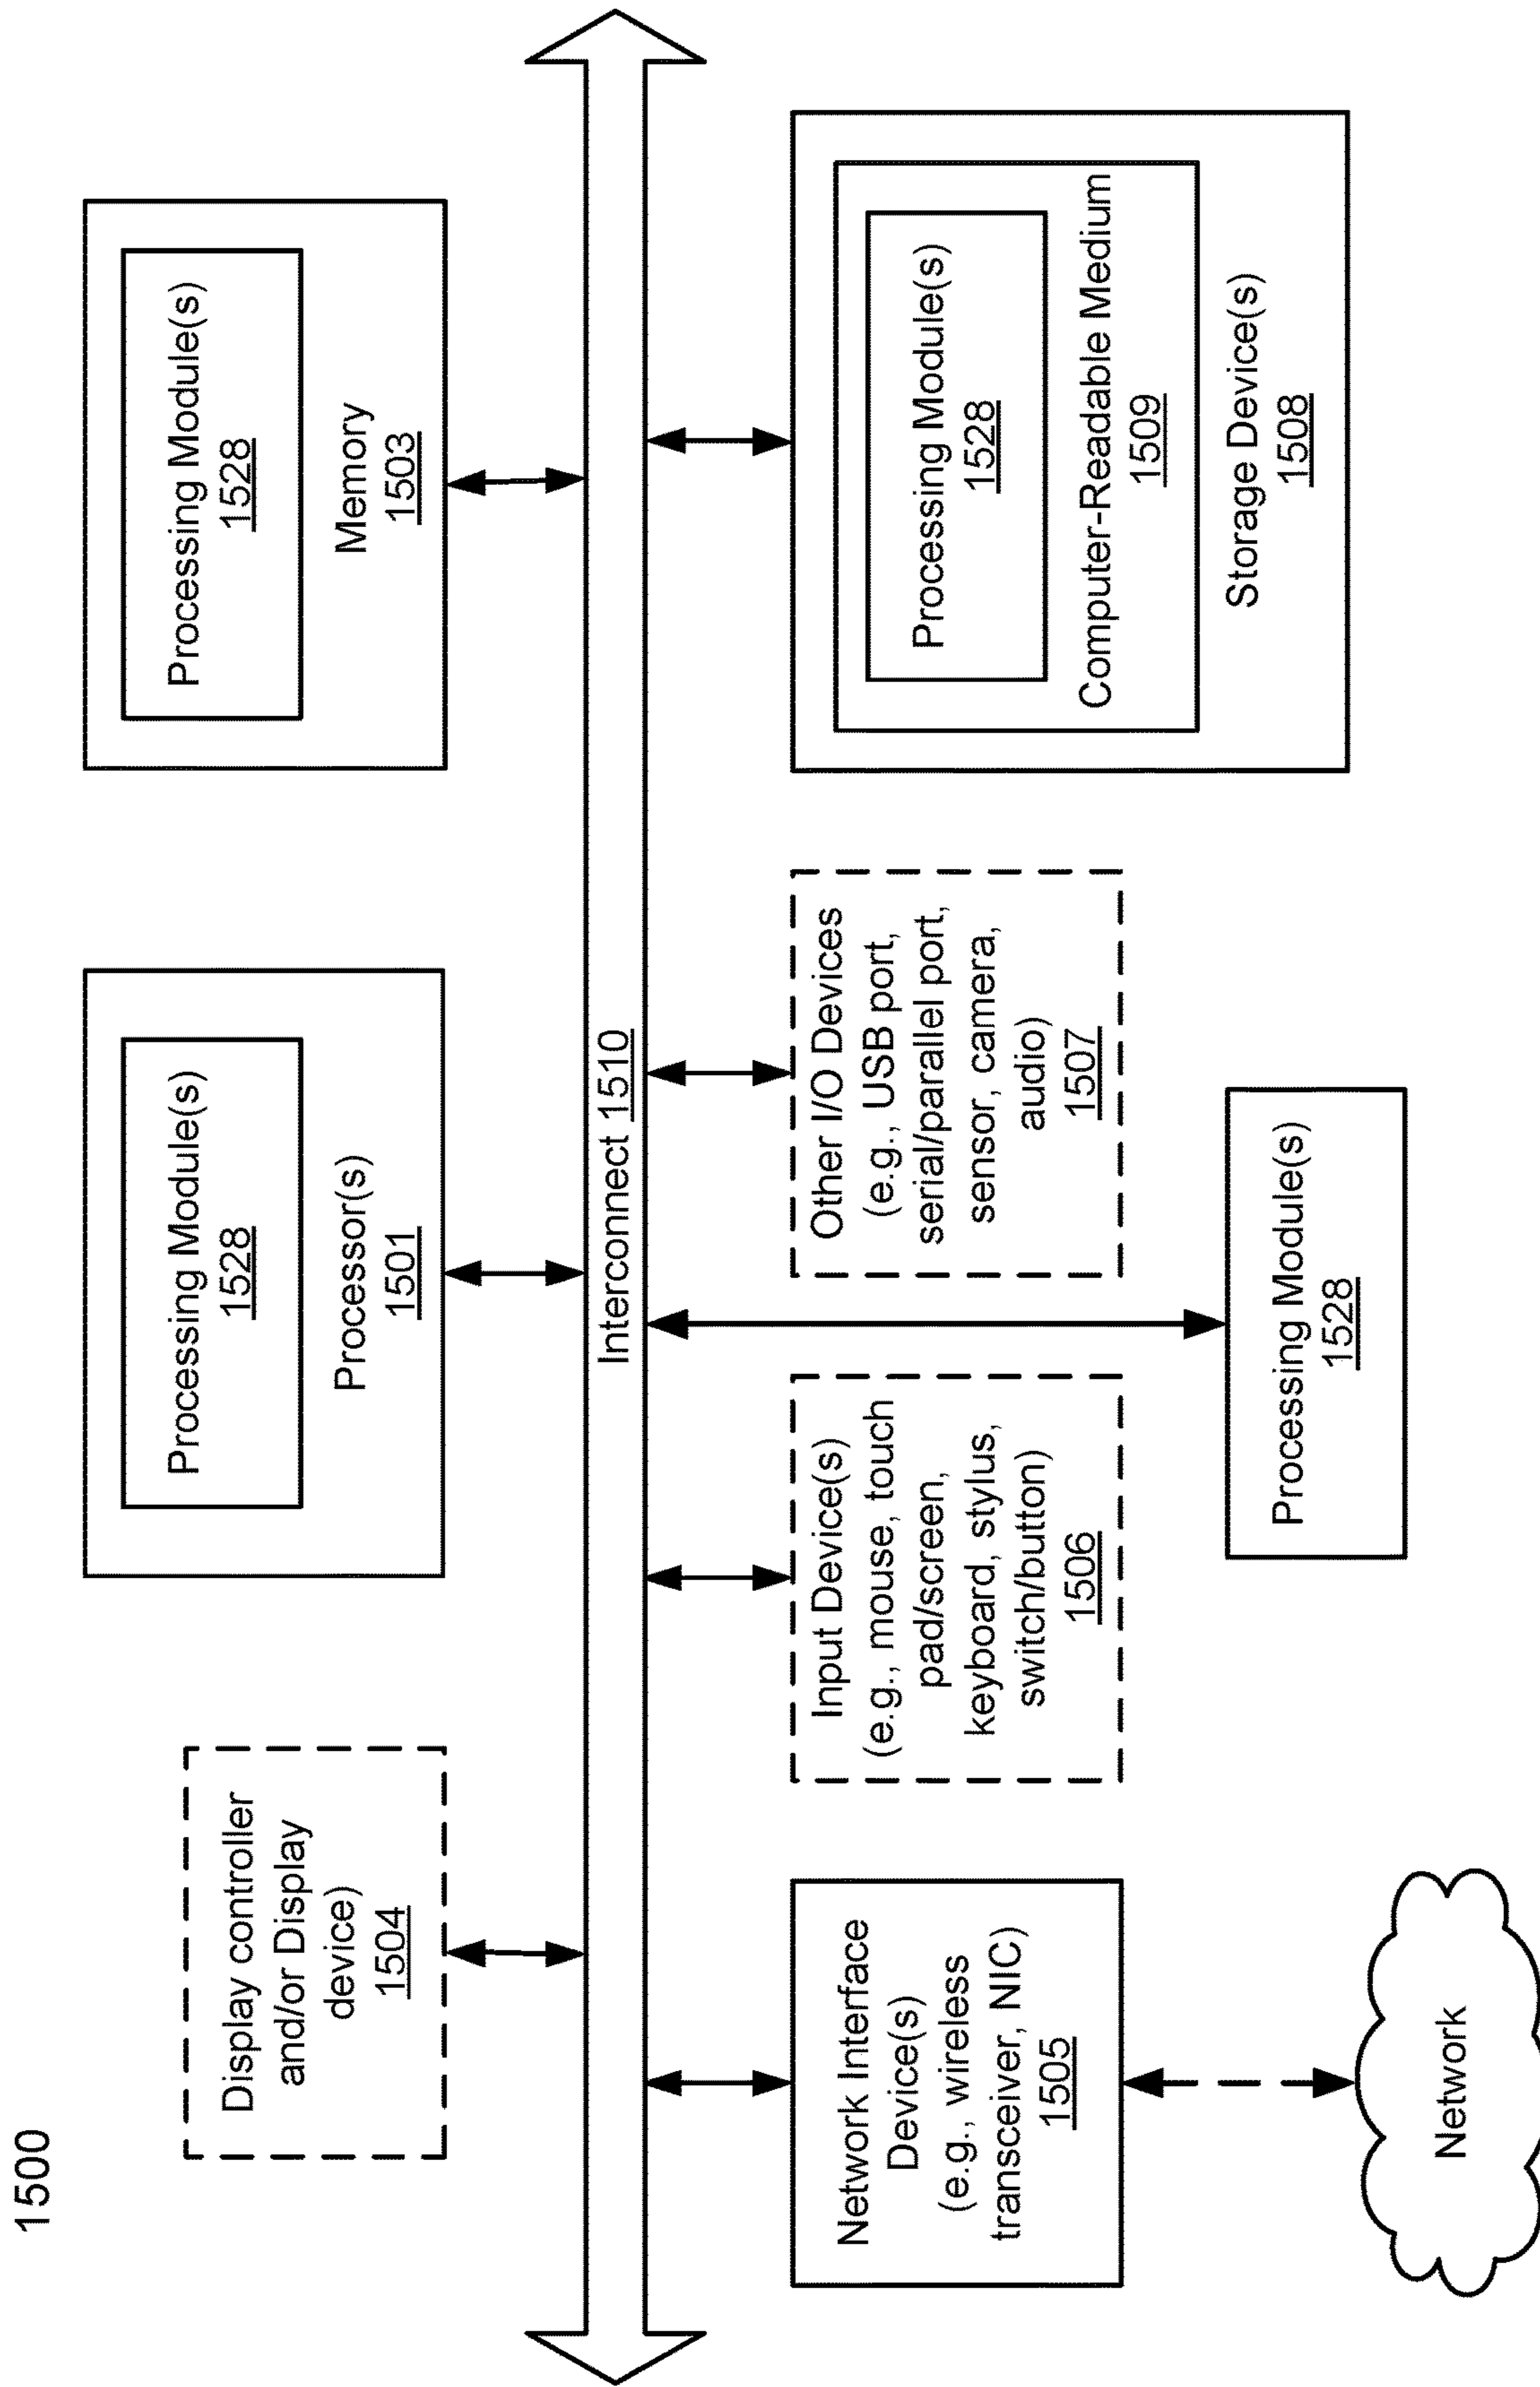 1500
Display controller
and/or Display
device)
1504
Processing Module(s)
1528
Processor(s)
1501
Processing Module(s)
1528
Memory
1503
Interconnect 1510
Network Interface
Device(s)
(e.g., wireless
transceiver, NIC)
1505
Input Device(s)
(e.g., mouse, touch
pad/screen,
keyboard, stylus,
switch/button)
1506
Other I/O Devices
(e.g., USB port,
serial/parallel port,
sensor, camera,
audio)
1507
Processing Module(s)
1528
Computer-Readable Medium
1509
Storage Device(s)
1508
Processing Module(s)
1528
Network